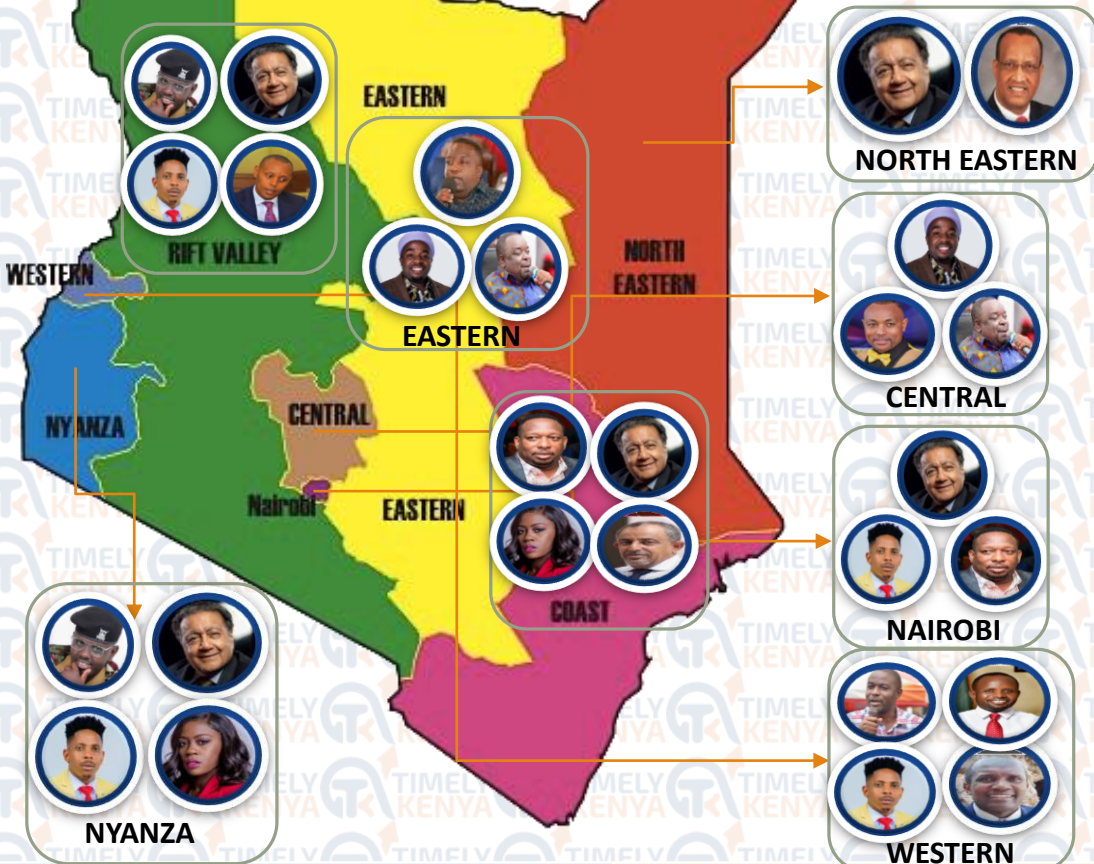 EASTERN
RIFT VALLEY
WESTERN
NORTH
EASTERN
EASTERN
NYANZA
CENTRAL
Nairobi
EASTERN
COAST
NORTH EASTERN
CENTRAL
NAIROBI
WESTERN
NYANZA
TIMELY
KENYA